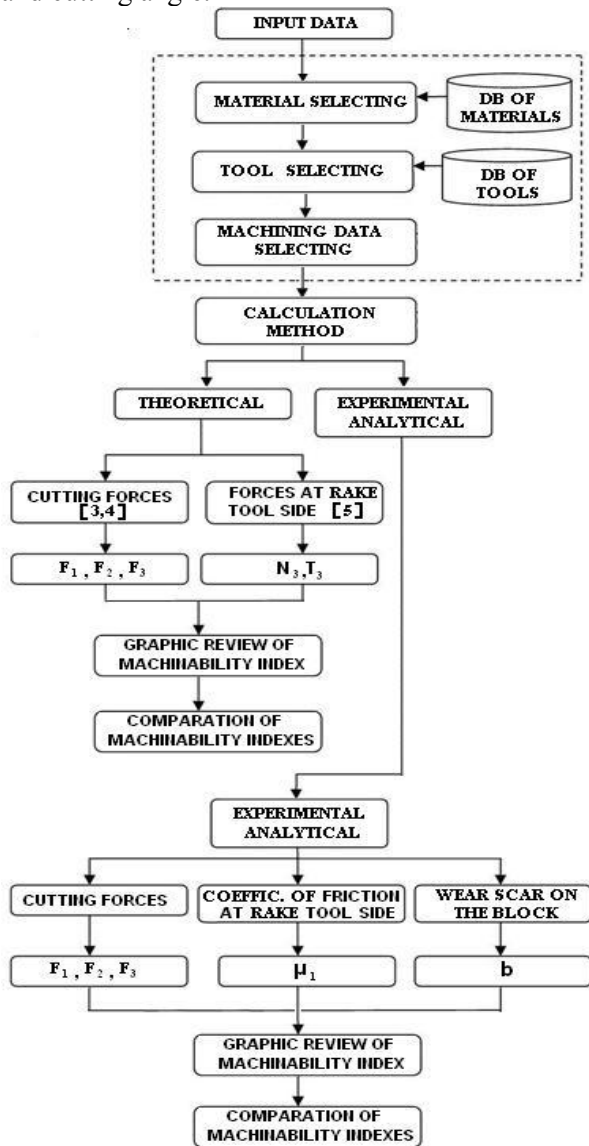 and cutting angle.
INPUT DATA
MATERIAL SELECTING
DB OF
MATERIALS
TOOL SELECTING
DB OF
TOOLS
MACHINING DATA
SELECTING
CALCULATION
METHOD
THEORETICAL
EXPERIMENTAL
ANALYTICAL
CUTTING FORCES
[3,4]
FORCES AT RAKE
TOOL SIDE [5]
F₁ , F₂ , F₃
N₃,T₃
GRAPHIC REVIEW OF
MACHINABILITY INDEX
COMPARATION OF
MACHINABILITY INDEXES
EXPERIMENTAL
ANALYTICAL
CUTTING FORCES
COEFFIC. OF FRICTION
AT RAKE TOOL SIDE
WEAR SCAR ON
THE BLOCK
F₁ , F₂ , F₃
μ₁
b
GRAPHIC REVIEW OF
MACHINABILITY INDEX
COMPARATION OF
MACHINABILITY INDEXES